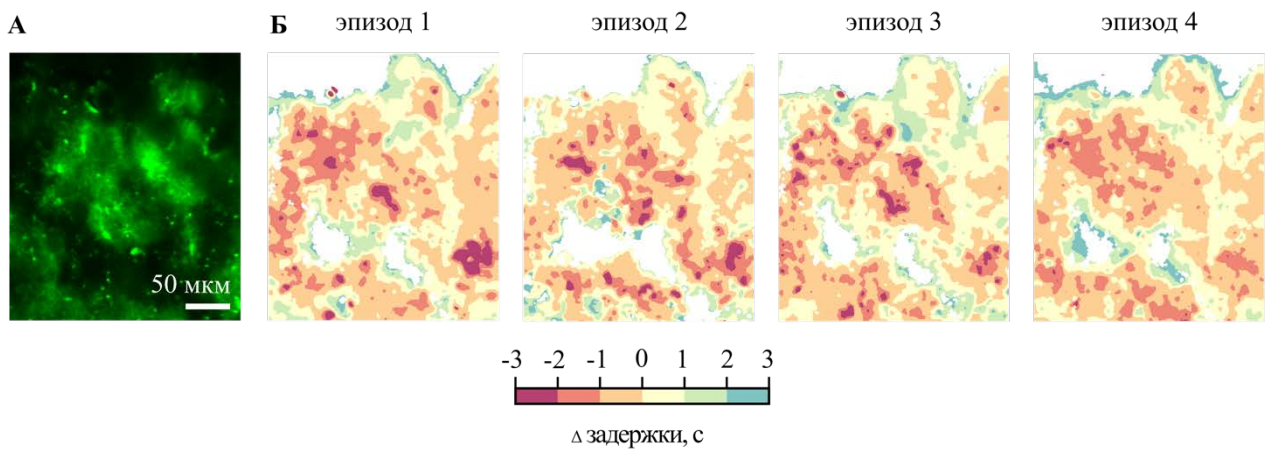 А Б эпизод 1 эпизод 2 эпизод 3 эпизод 4
50 мкм
-3 -2 -1 0 1 2 3
Δ задержки, с